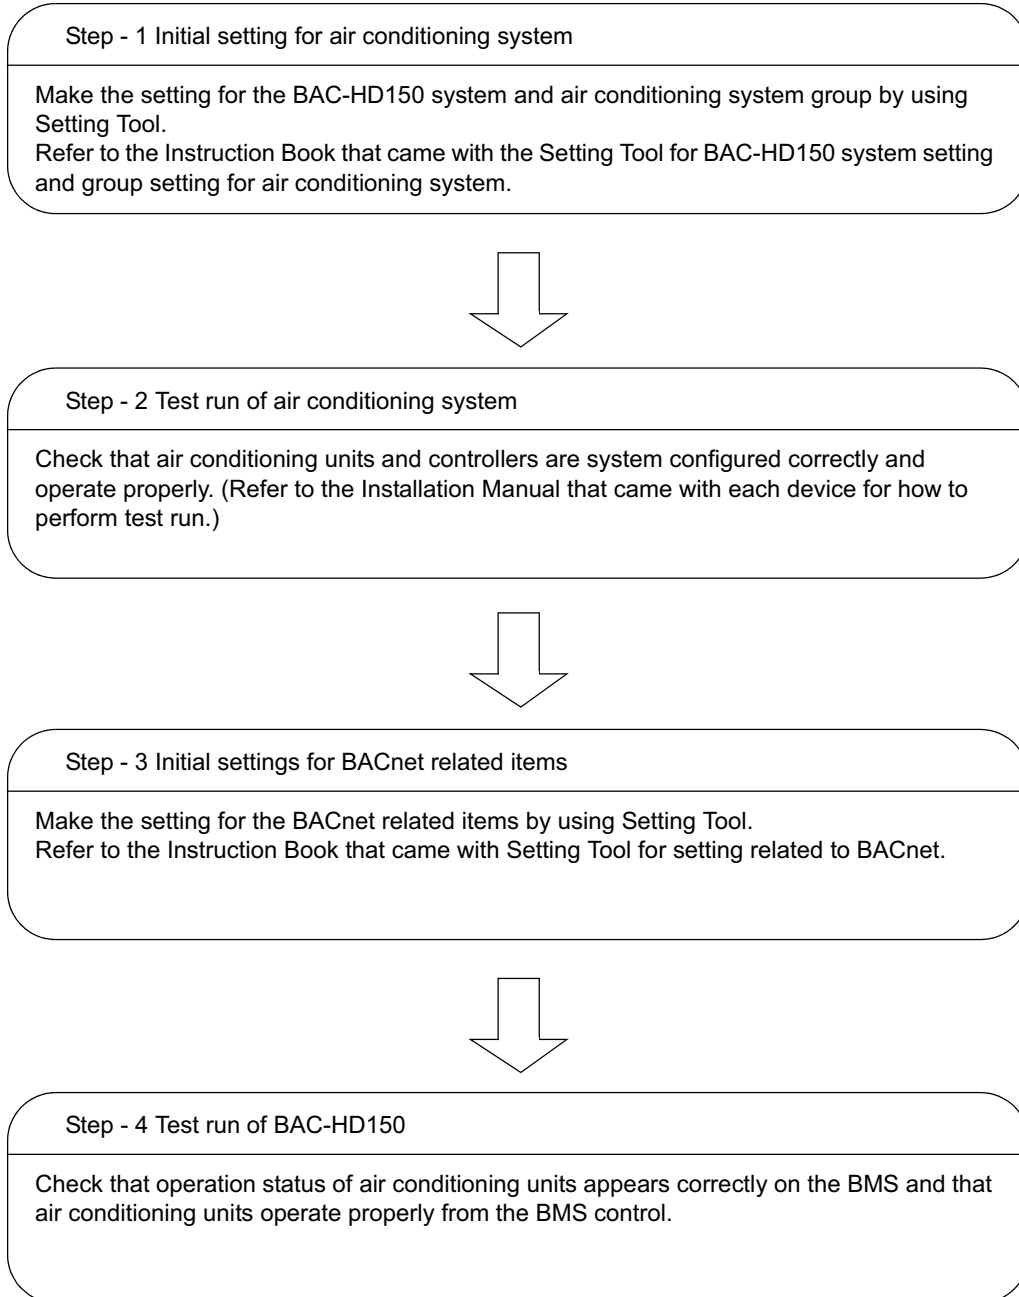 Step - 1 Initial setting for air conditioning system
Make the setting for the BAC-HD150 system and air conditioning system group by using
Setting Tool.
Refer to the Instruction Book that came with the Setting Tool for BAC-HD150 system setting
and group setting for air conditioning system.
Step - 2 Test run of air conditioning system
Check that air conditioning units and controllers are system configured correctly and
operate properly. (Refer to the Installation Manual that came with each device for how to
perform test run.)
Step - 3 Initial settings for BACnet related items
Make the setting for the BACnet related items by using Setting Tool.
Refer to the Instruction Book that came with Setting Tool for setting related to BACnet.
Step - 4 Test run of BAC-HD150
Check that operation status of air conditioning units appears correctly on the BMS and that
air conditioning units operate properly from the BMS control.